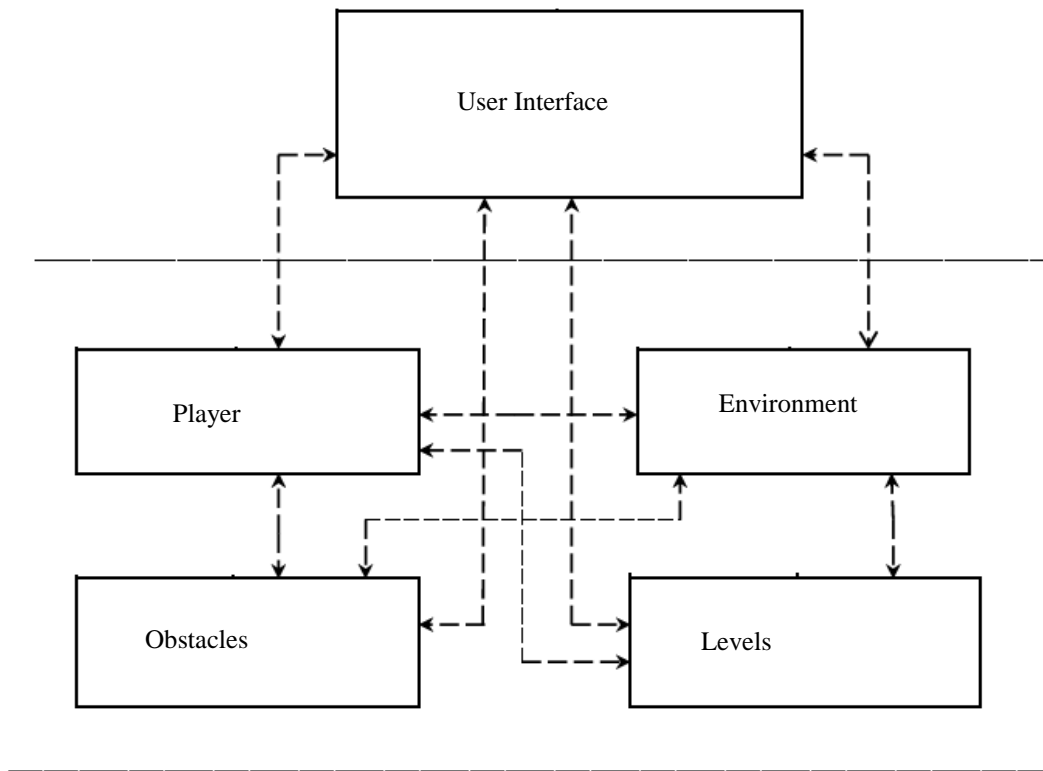 User Interface
Player
Environment
Obstacles
Levels